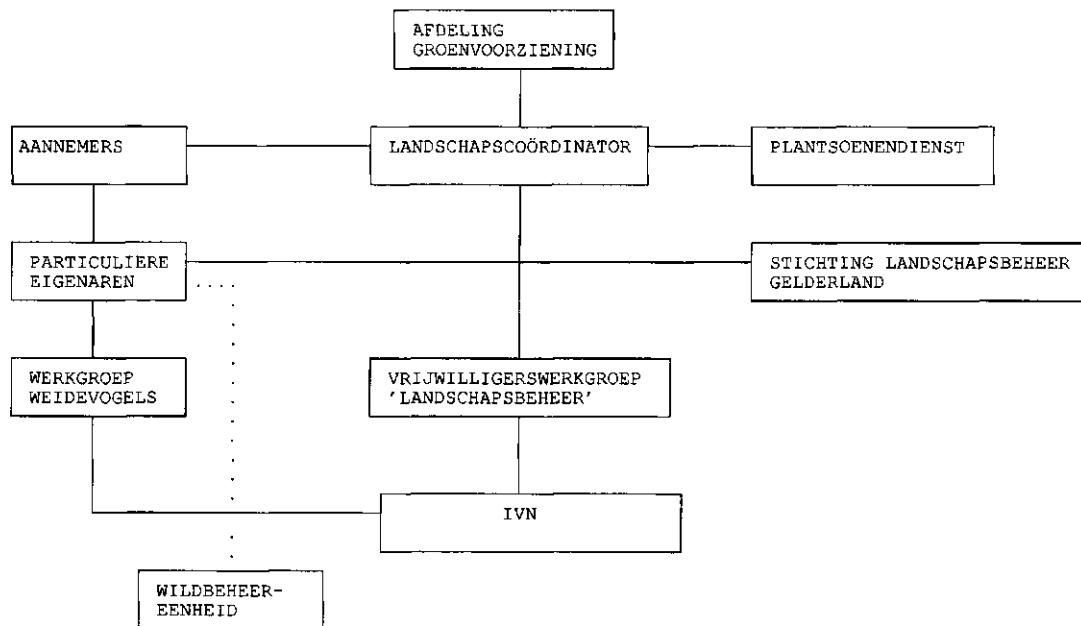 AFDELING
GROENVOORZIENING
AANNEMERS
LANDSCHAPSCOÖRDINATOR
PLANTSOENENDIENST
PARTICULIERE
EIGENAREN
STICHTING LANDSCHAPSBEHEER
GELDERLAND
WERKGROEP
WEIDEVOGELS
VRIJWILLIGERSWERKGROEP
'LANDSCHAPSBEHEER'
IVN
WILDBEHEER-
EENHEID